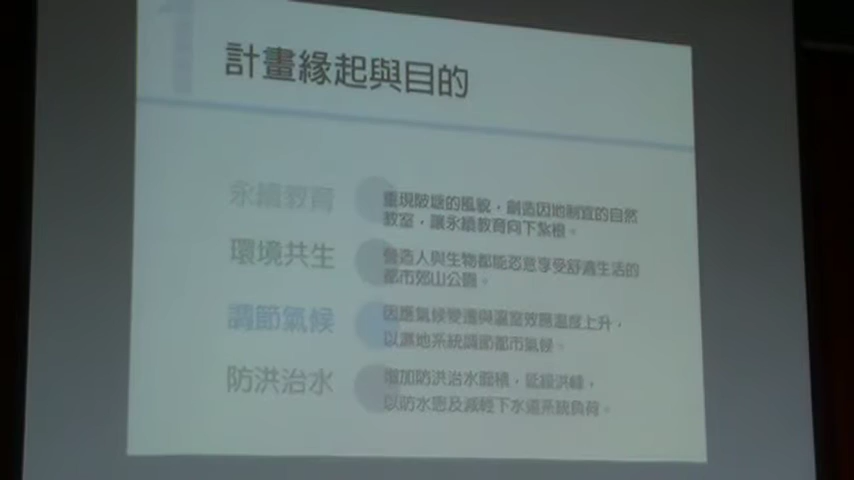 計畫緣起與目的
永續教育
重現陂塘的風貌，創造因地制宜的自然
教室，讓永續教育向下紮根。
環境共生
營造人與生物都能恣意享受舒適生活的
都市郊山公園。
調節氣候
因應氣候變遷與溫室效應溫度上升，
以濕地系統調節都市氣候。
防洪治水
增加防洪治水面積，延緩洪峰，
以防水患及減輕下水道系統負荷。